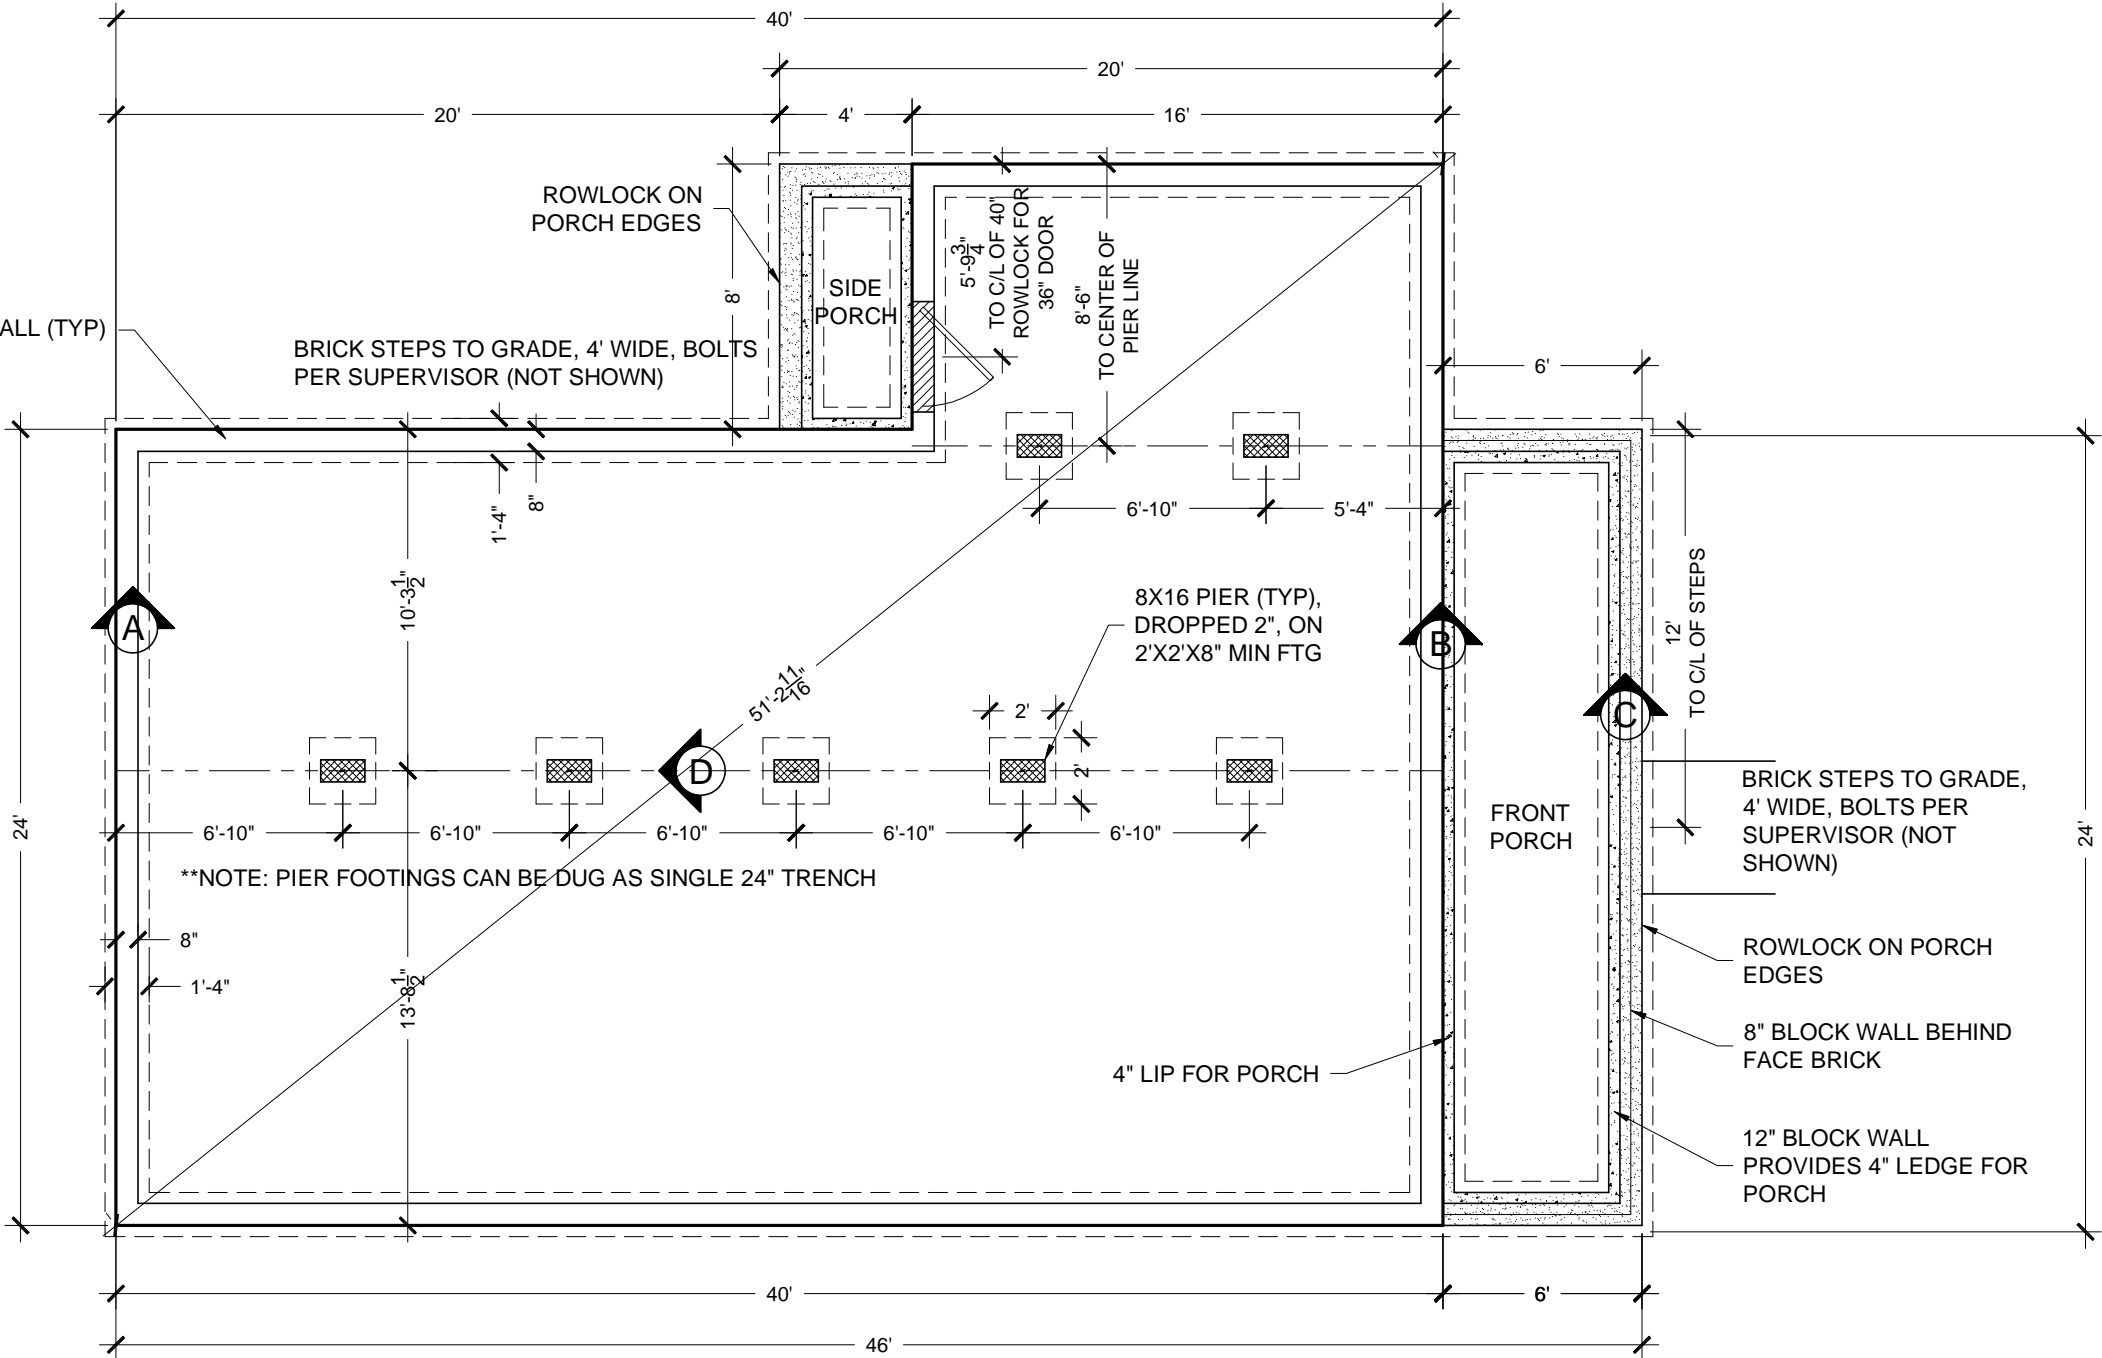 40'
20'
20'
4'
16'
ROWLOCK ON
PORCH EDGES
8'
SIDE
PORCH
5'-9 3/4"
TO C/L OF 40"
ROWLOCK FOR
36" DOOR
8'-6"
TO CENTER OF
PIER LINE
ALL (TYP)
BRICK STEPS TO GRADE, 4' WIDE, BOLTS
PER SUPERVISOR (NOT SHOWN)
6'
1'-4"
8"
6'-10"
5'-4"
10'-3 1/2"
A
B
C
D
8X16 PIER (TYP),
DROPPED 2", ON
2'X2'X8" MIN FTG
12'
TO C/L OF STEPS
51'-2 11/16"
2'
2'
24'
6'-10"
6'-10"
6'-10"
6'-10"
6'-10"
FRONT
PORCH
BRICK STEPS TO GRADE,
4' WIDE, BOLTS PER
SUPERVISOR (NOT
SHOWN)
24'
**NOTE: PIER FOOTINGS CAN BE DUG AS SINGLE 24" TRENCH
8"
1'-4"
13'-8 1/2"
ROWLOCK ON PORCH
EDGES
8" BLOCK WALL BEHIND
FACE BRICK
4" LIP FOR PORCH
12" BLOCK WALL
PROVIDES 4" LEDGE FOR
PORCH
40'
6'
46'